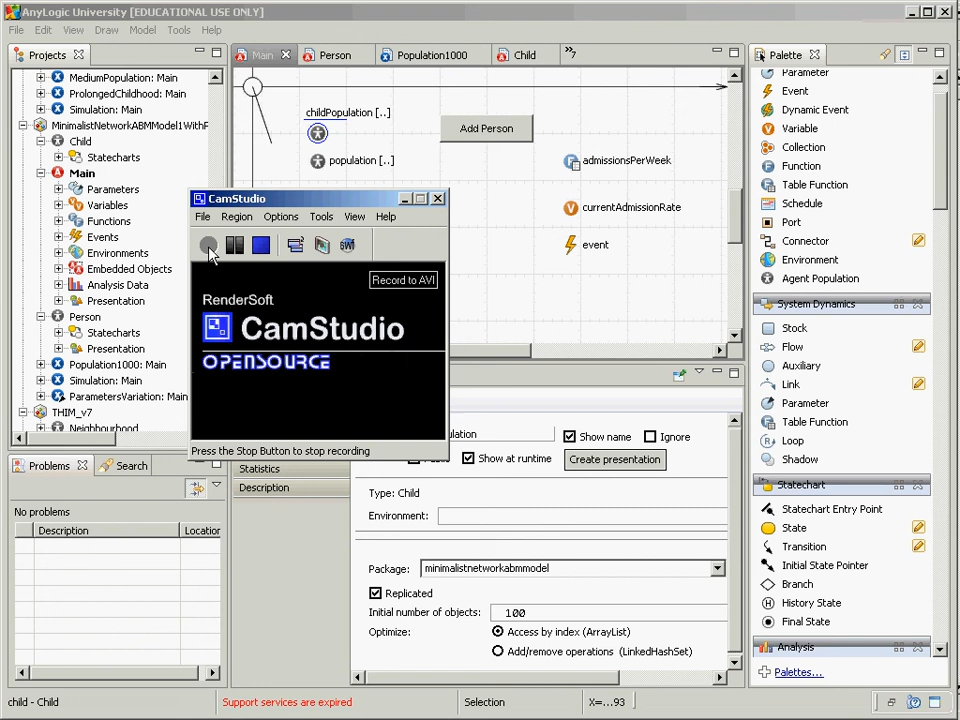 AnyLogic University [EDUCATIONAL USE ONLY]
File Edit View Draw Model Tools Help
Projects
MediumPopulation: Main
ProlongedChildhood: Main
Simulation: Main
MinimalistNetworkABMModel1WithP
Child
Statecharts
Main
Parameters
Variables
Functions
Events
Environments
Embedded Objects
Analysis Data
Presentation
Person
Statecharts
Presentation
Population1000: Main
Simulation: Main
ParametersVariation: Main
THIM_v7
Neighbourhood
Main Person Population1000 Child »7
childPopulation [..]
population [..]
Add Person
admissionsPerWeek
currentAdmissionRate
event
CamStudio
File Region Options Tools View Help
Record to AVI
RenderSoft
CamStudio
OPENSOURCE
Press the Stop Button to stop recording
Show name Ignore
Show at runtime Create presentation
Statistics
Description
Type: Child
Environment:
Package: minimalistnetworkabmmodel
Replicated
Initial number of objects: 100
Optimize: Access by index (ArrayList)
Add/remove operations (LinkedHashSet)
Problems Search
No problems
Description Location
Palette
Parameter
Event
Dynamic Event
Variable
Collection
Function
Table Function
Schedule
Port
Connector
Environment
Agent Population
System Dynamics
Stock
Flow
Auxiliary
Link
Parameter
Table Function
Loop
Shadow
Statechart
Statechart Entry Point
State
Transition
Initial State Pointer
Branch
History State
Final State
Analysis
Palettes...
child - Child
Support services are expired
Selection
X=...93